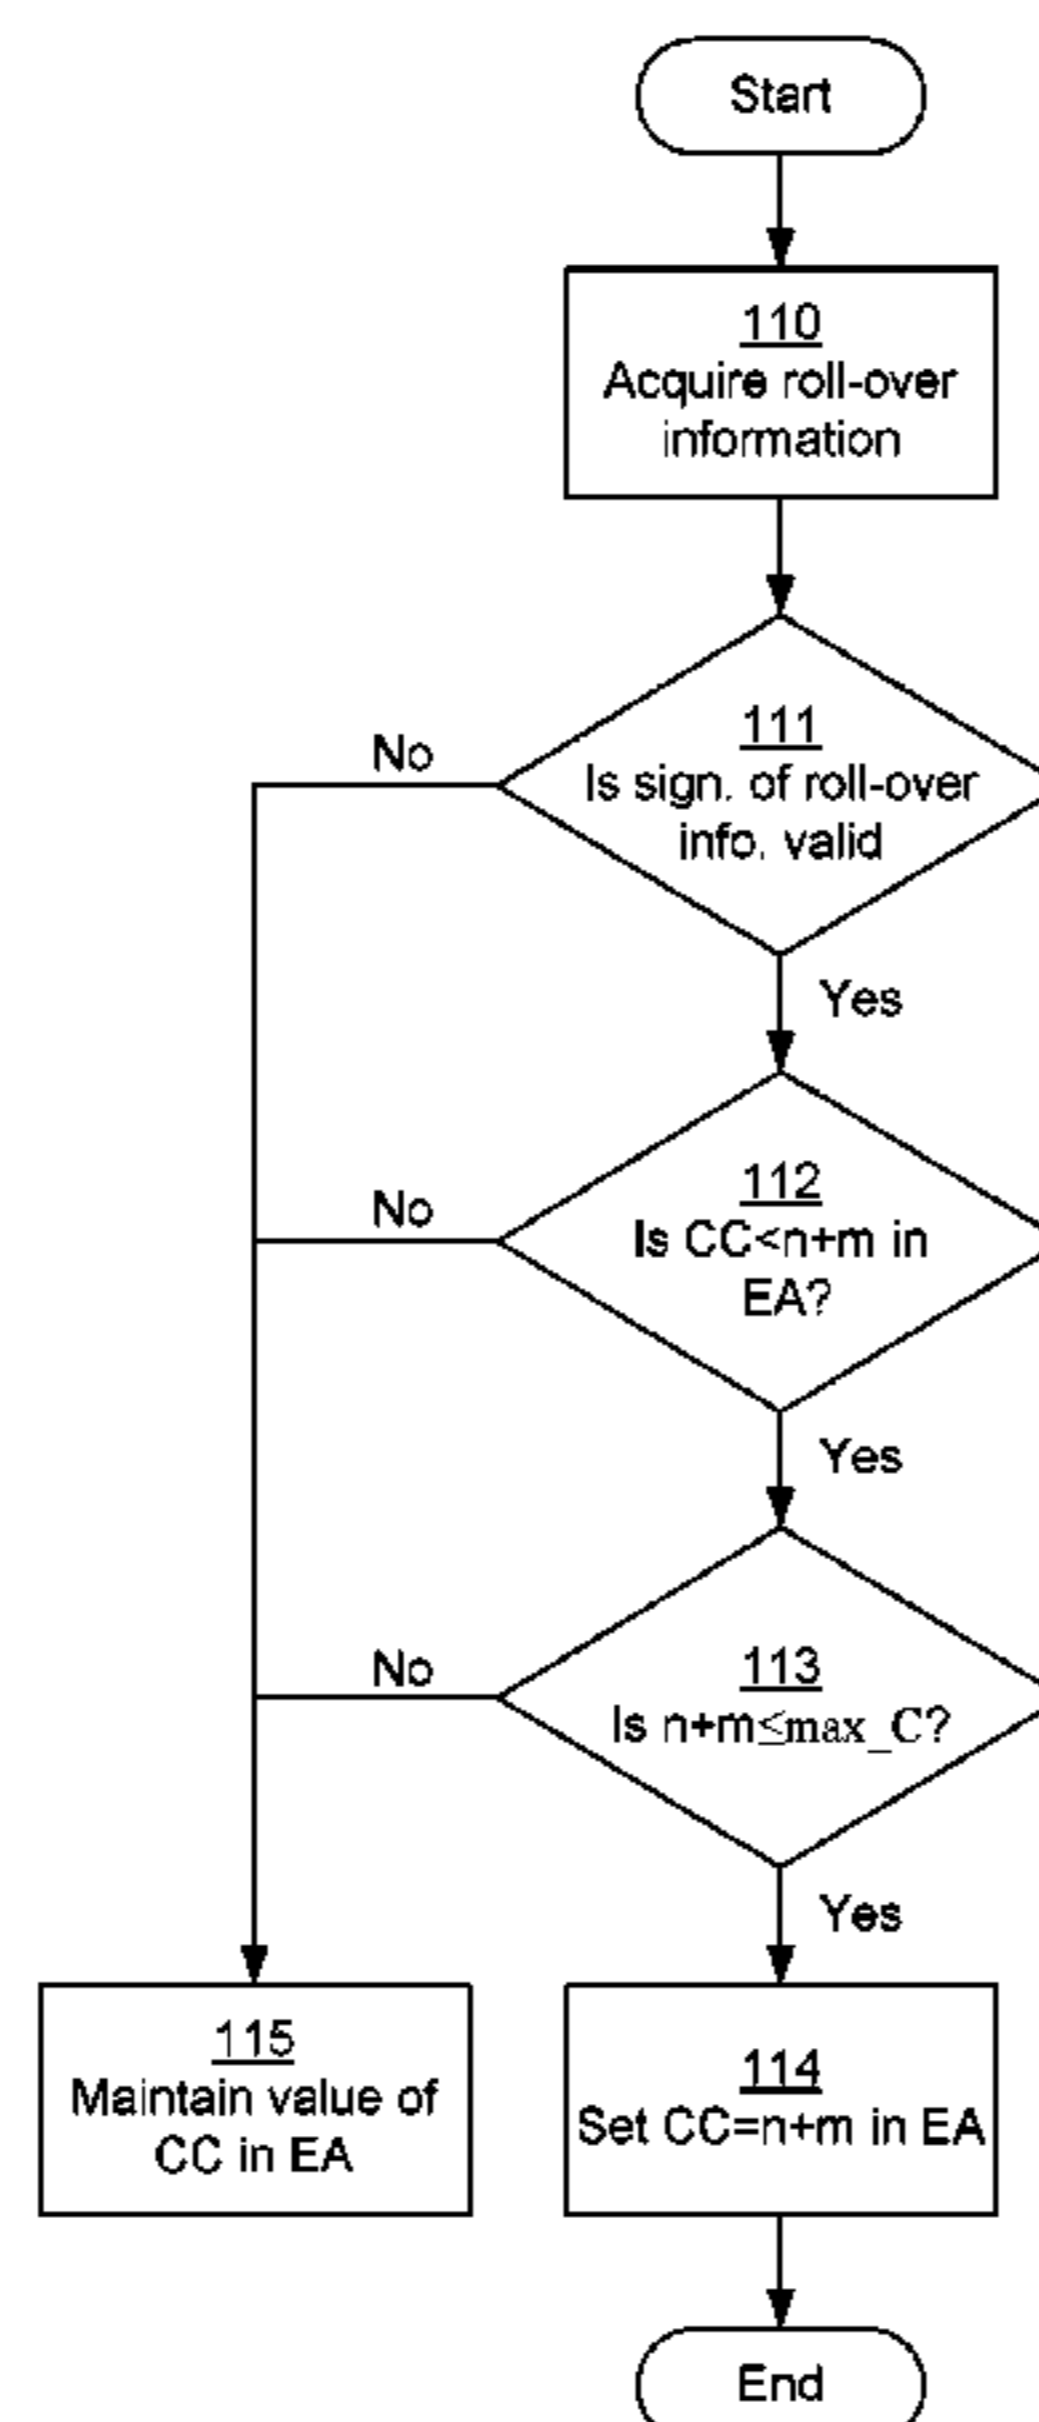 Start
110
Acquire roll-over
information
111
Is sign. of roll-over
info. valid
No
Yes
112
Is CC<n+m in
EA?
No
Yes
113
Is n+m≤max_C?
No
Yes
115
Maintain value of
CC in EA
114
Set CC=n+m in EA
End